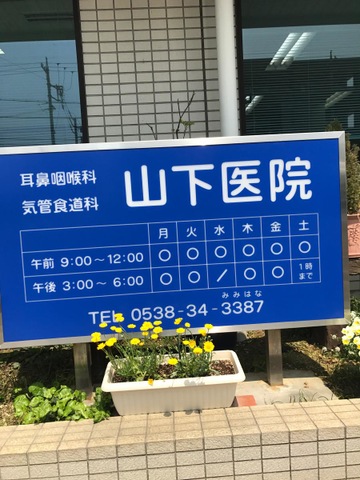 耳鼻咽喉科
気管食道科
山下医院
月 火 水 木 金 土
午前 9:00～12:00 ○ ○ ○ ○ ○ ○
午後 3:00～ 6:00 ○ ○ / ○ ○ 1時まで
みみはな
TEL 0538-34-3387